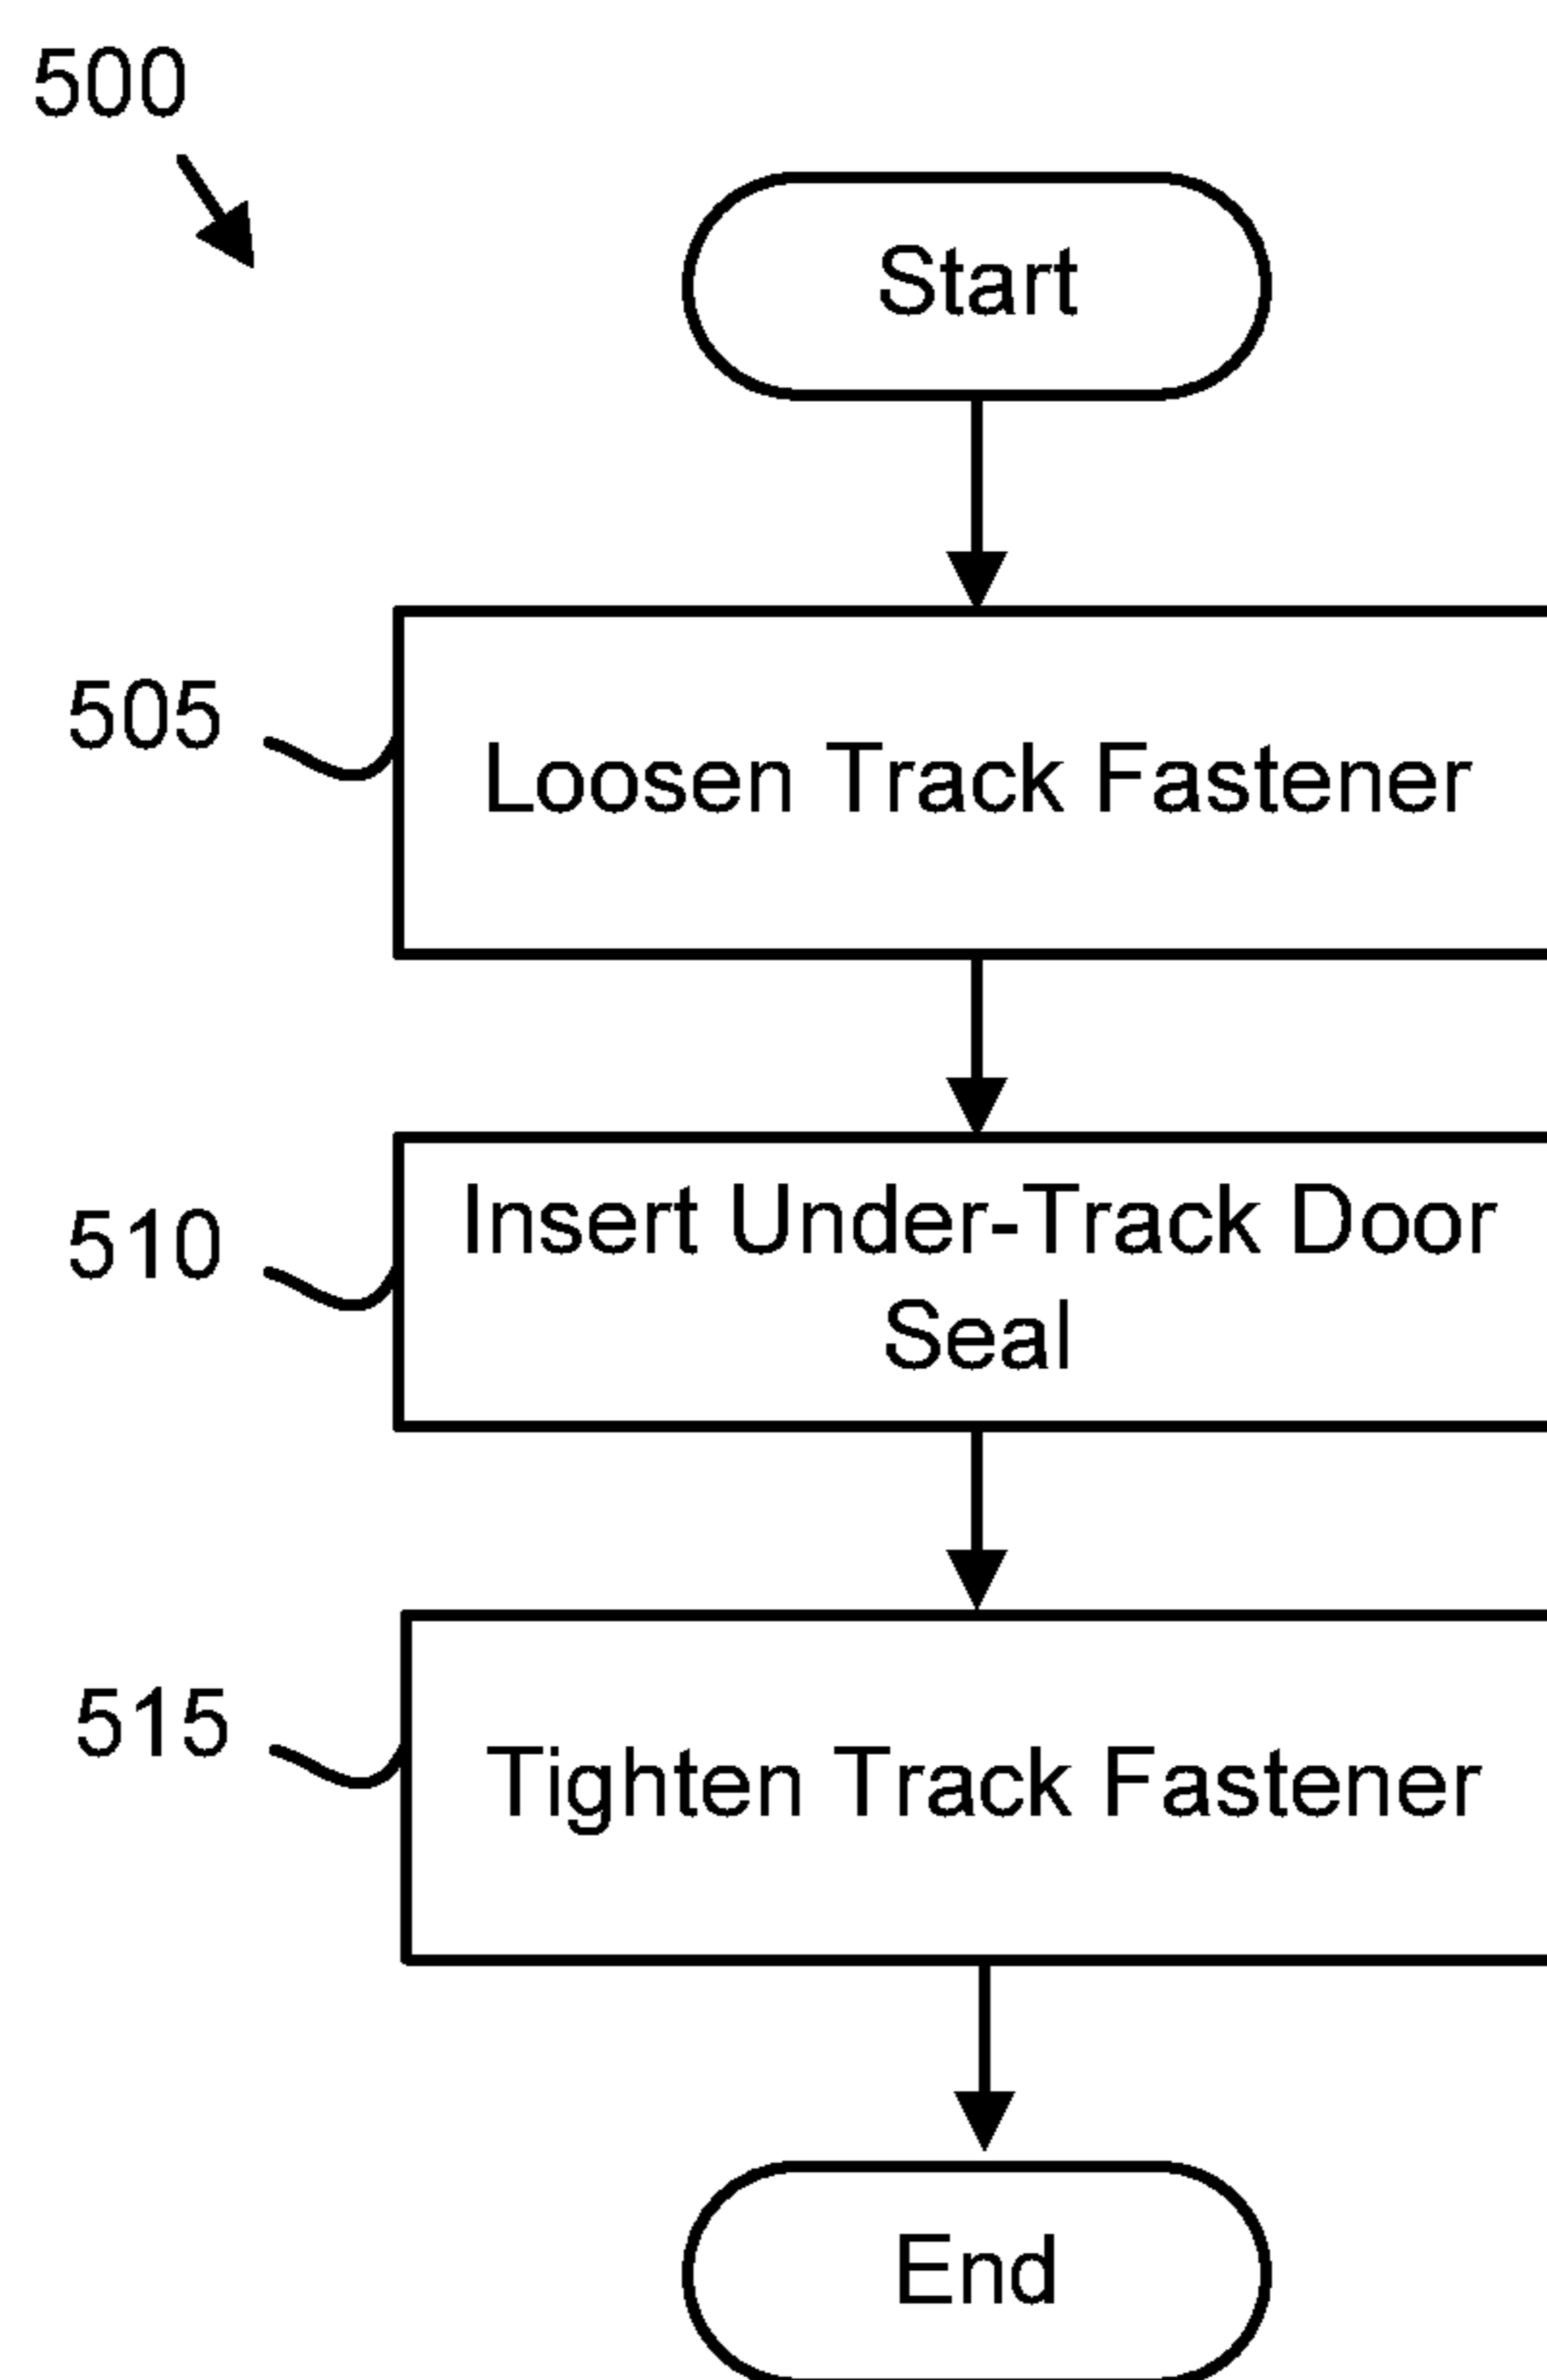 500
Start
505
Loosen Track Fastener
510
Insert Under-Track Door
Seal
515
Tighten Track Fastener
End